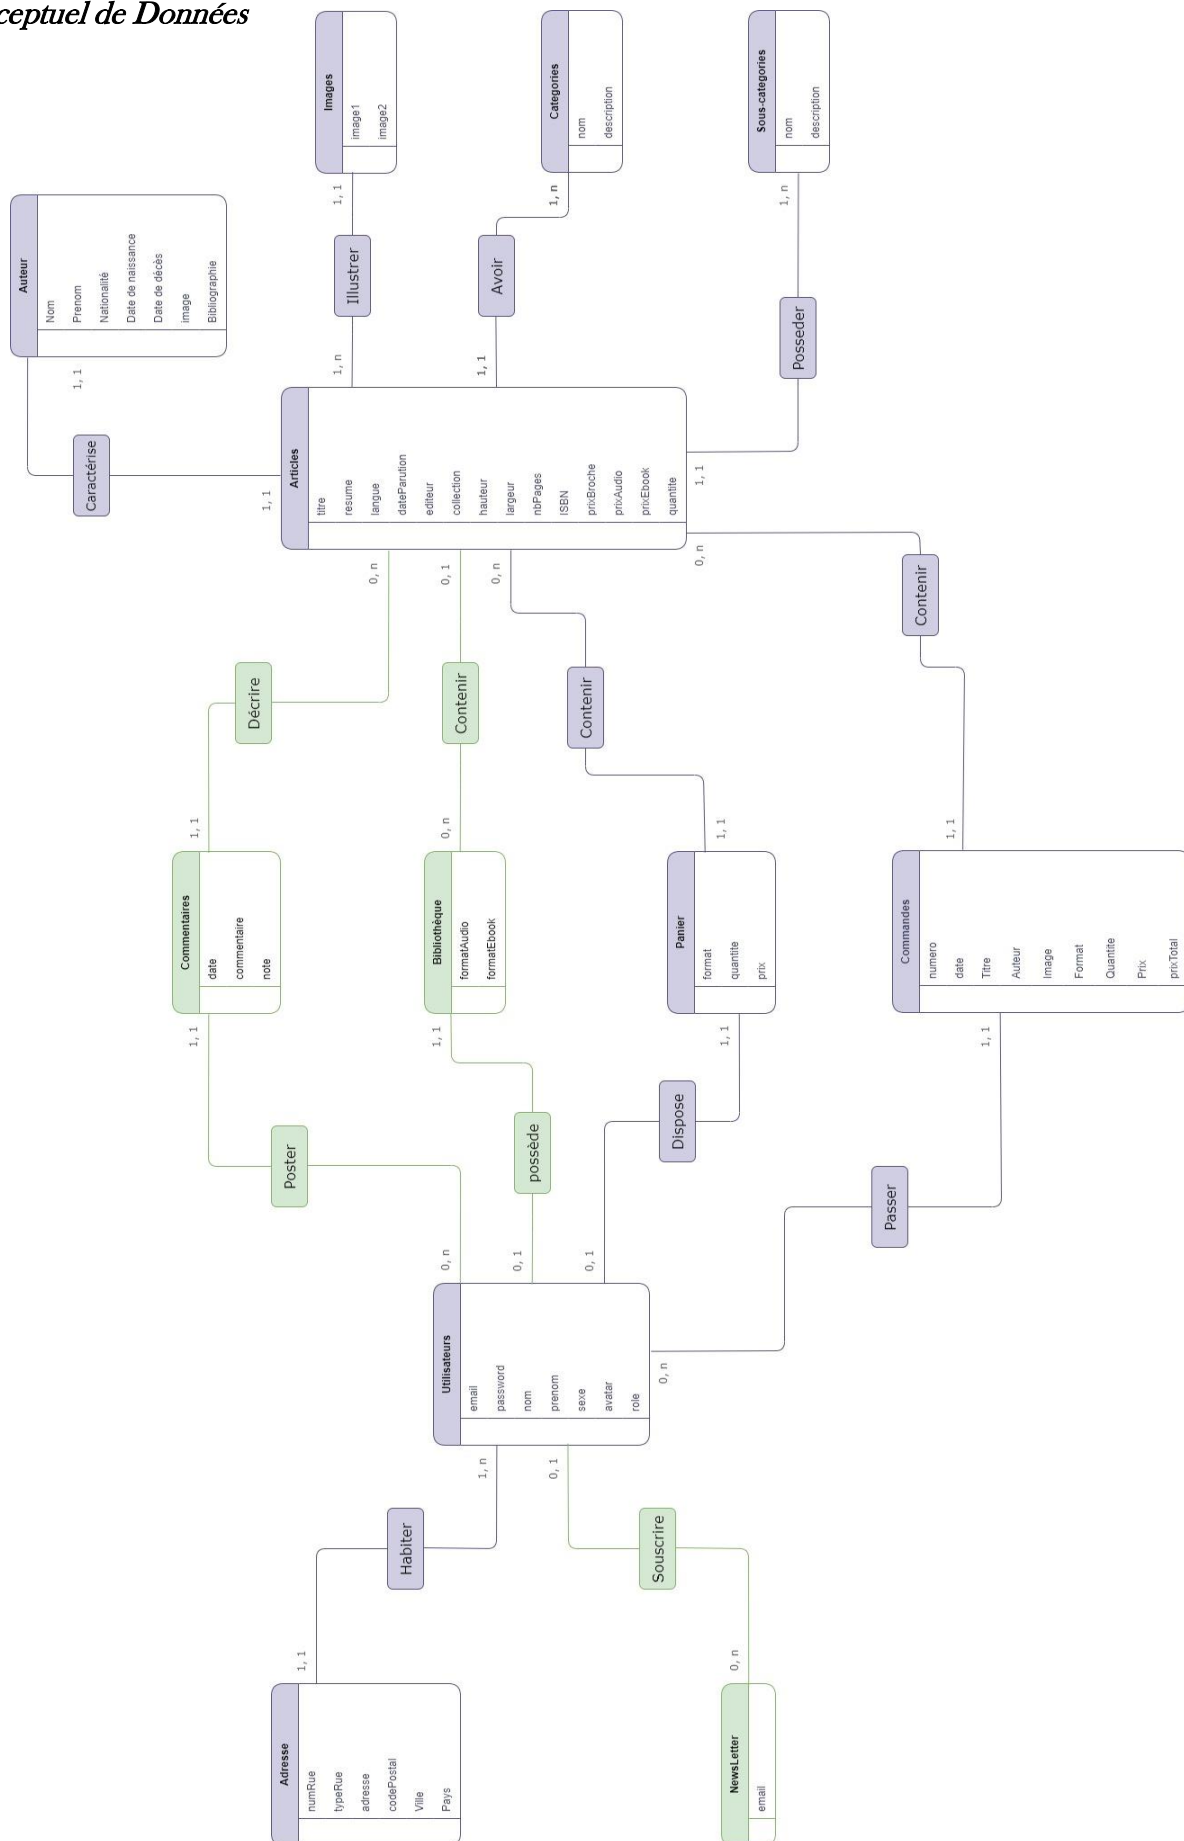 ceptuel de Données
Auteur
Nom
Prenom
Nationalité
Date de naissance
Date de décès
image
Bibliographie
1, 1
Caractérise
1, 1
Images
image1
image2
1, 1
Illustrer
1, n
Categories
nom
description
1, n
Avoir
1, 1
Sous-categories
nom
description
1, n
Posseder
1, 1
Articles
titre
resume
langue
dateParution
editeur
collection
hauteur
largeur
nbPages
ISBN
prixBroche
prixAudio
prixEbook
quantite
0, n
Décrire
1, 1
0, 1
Contenir
0, n
0, n
Contenir
1, 1
0, n
Contenir
1, 1
Commentaires
date
commentaire
note
1, 1
Poster
0, n
Bibliothèque
formatAudio
formatEbook
1, 1
possède
0, 1
Panier
format
quantite
prix
1, 1
Dispose
0, 1
Commandes
numero
date
Titre
Auteur
Image
Format
Quantite
Prix
prixTotal
1, 1
Passer
0, n
Utilisateurs
email
password
nom
prenom
sexe
avatar
role
1, n
Habiter
1, 1
0, 1
Souscrire
0, n
Adresse
numRue
typeRue
adresse
codePostal
Ville
Pays
NewsLetter
email